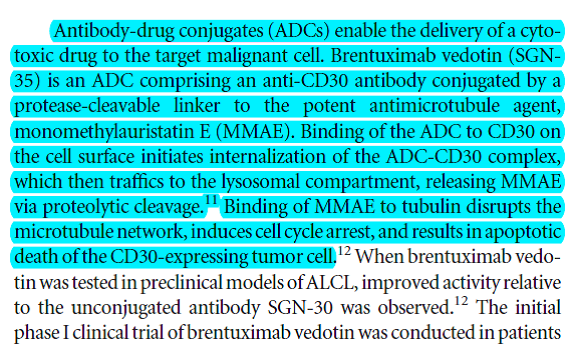 Antibody-drug conjugates (ADCs) enable the delivery of a cyto-
toxic drug to the target malignant cell. Brentuximab vedotin (SGN-
35) is an ADC comprising an anti-CD30 antibody conjugated by a
protease-cleavable linker to the potent antimicrotubule agent,
monomethylauristatin E (MMAE). Binding of the ADC to CD30 on
the cell surface initiates internalization of the ADC-CD30 complex,
which then traffics to the lysosomal compartment, releasing MMAE
via proteolytic cleavage.11 Binding of MMAE to tubulin disrupts the
microtubule network, induces cell cycle arrest, and results in apoptotic
death of the CD30-expressing tumor cell.12 When brentuximab vedo-
tin was tested in preclinical models of ALCL, improved activity relative
to the unconjugated antibody SGN-30 was observed.12 The initial
phase I clinical trial of brentuximab vedotin was conducted in patients